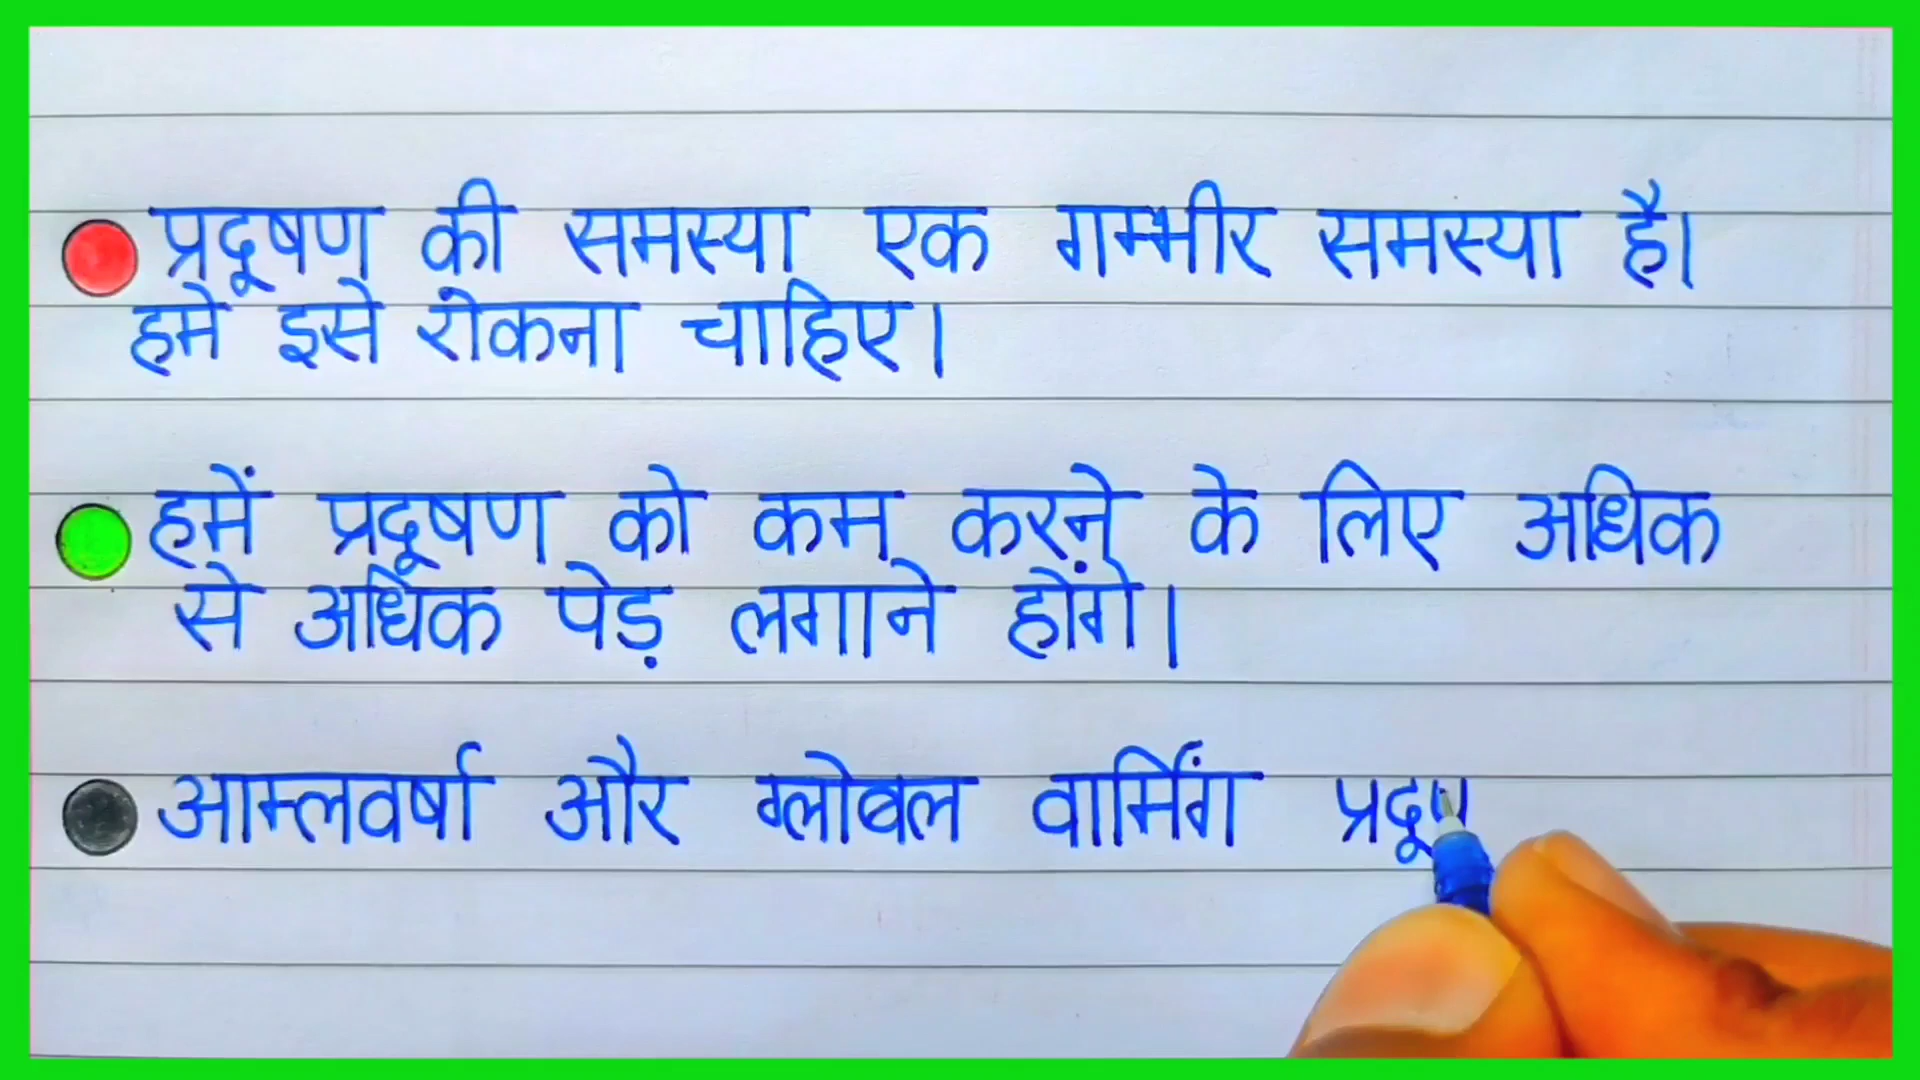 प्रदूषण की समस्या एक गम्भीर समस्या है।
हमें इसे रोकना चाहिए।
हमें प्रदूषण को कम करने के लिए अधिक
से अधिक पेड़ लगाने होंगे।
आम्लवर्षा और ग्लोबल वार्मिंग